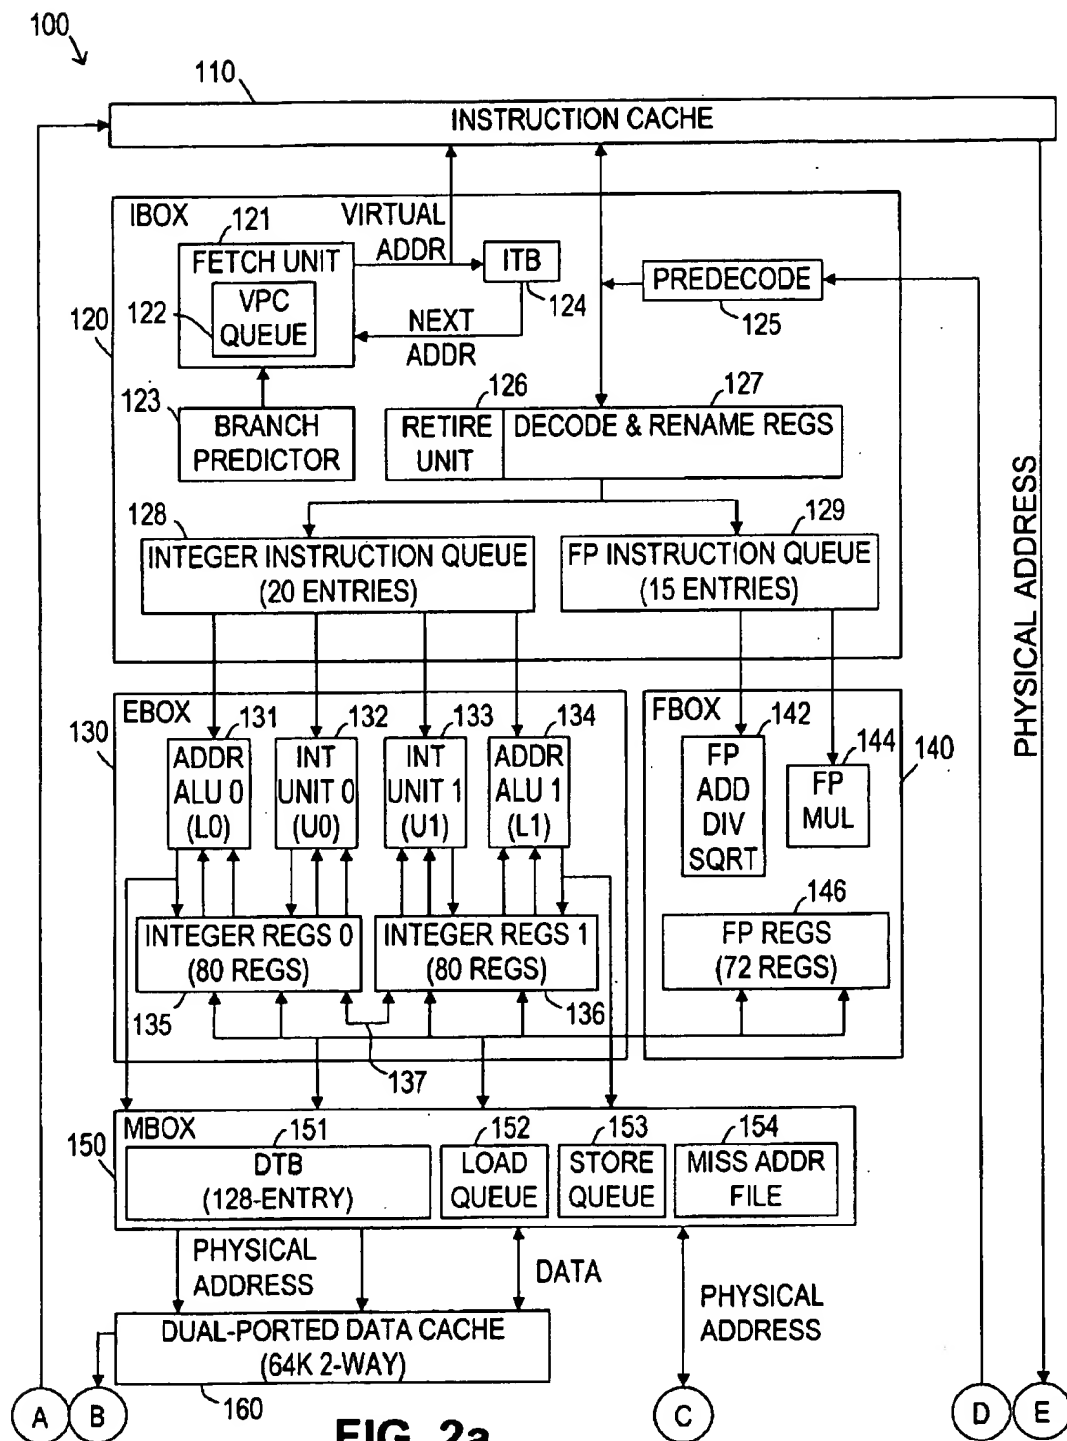 100
110
INSTRUCTION CACHE
IBOX
121
VIRTUAL
ADDR
FETCH UNIT
ITB
PREDECODE
122
VPC
QUEUE
124
125
120
NEXT
ADDR
126
127
123
BRANCH
PREDICTOR
RETIRE
UNIT
DECODE & RENAME REGS
128
129
INTEGER INSTRUCTION QUEUE
(20 ENTRIES)
FP INSTRUCTION QUEUE
(15 ENTRIES)
PHYSICAL ADDRESS
EBOX
131
132
133
134
FBOX
142
130
ADDR
ALU 0
(L0)
INT
UNIT 0
(U0)
INT
UNIT 1
(U1)
ADDR
ALU 1
(L1)
FP
ADD
DIV
SQRT
144
FP
MUL
140
146
INTEGER REGS 0
(80 REGS)
INTEGER REGS 1
(80 REGS)
FP REGS
(72 REGS)
135
136
137
MBOX
151
152
153
154
150
DTB
(128-ENTRY)
LOAD
QUEUE
STORE
QUEUE
MISS ADDR
FILE
PHYSICAL
ADDRESS
DATA
PHYSICAL
ADDRESS
DUAL-PORTED DATA CACHE
(64K 2-WAY)
160
A
B
C
D
E
FIG. 2a